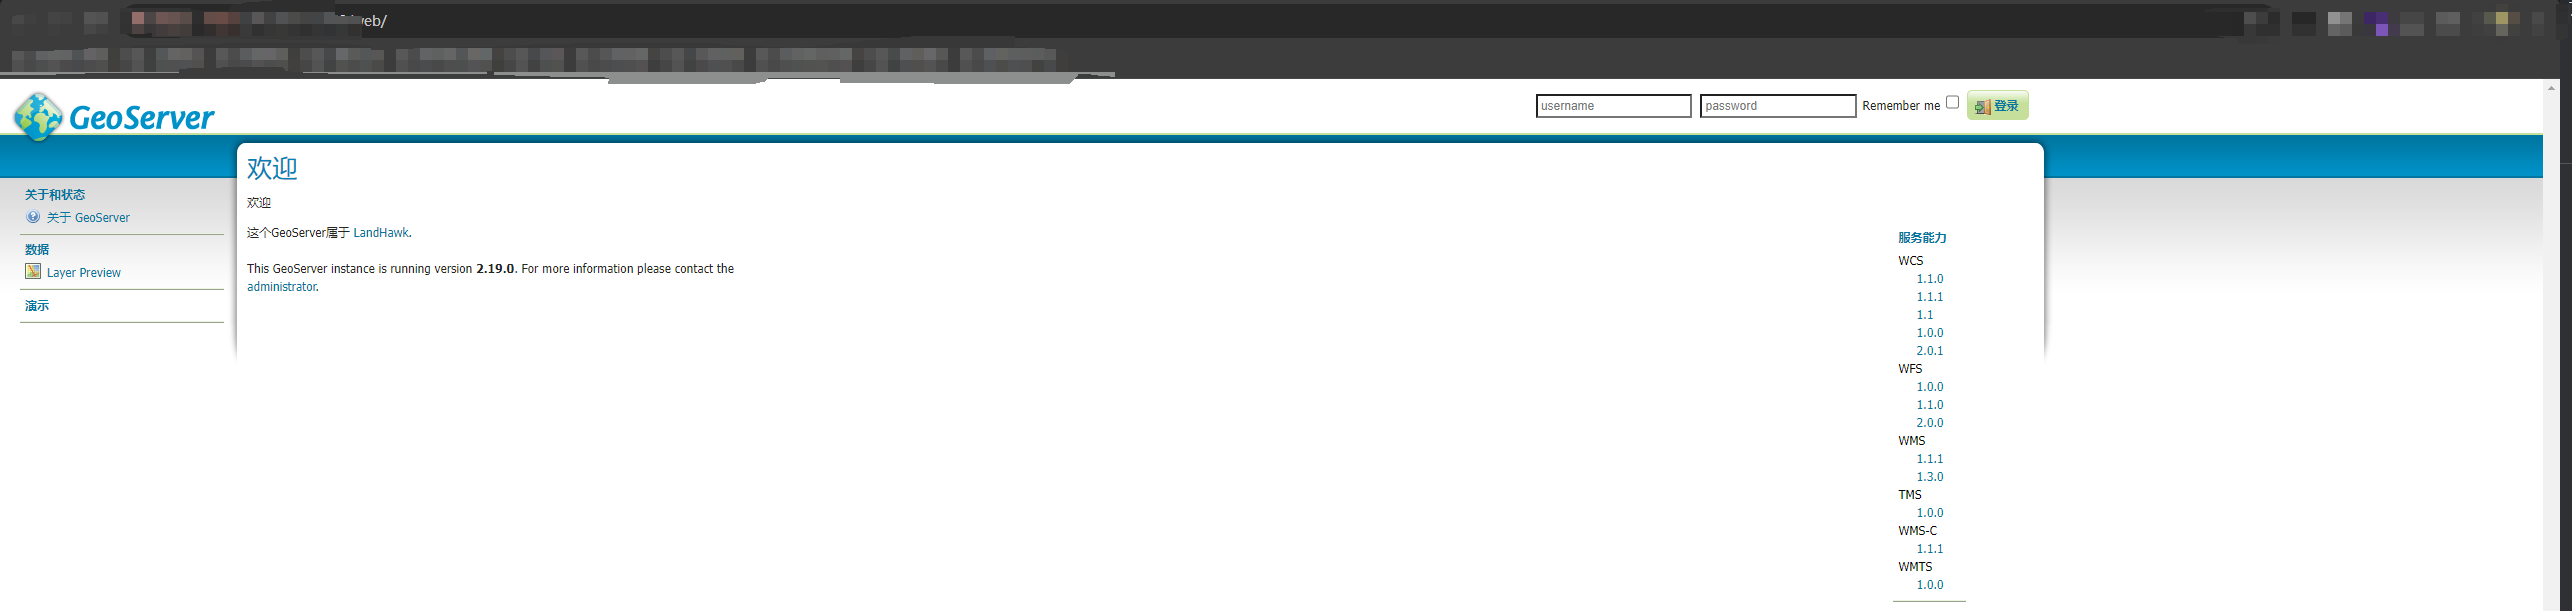 web/
GeoServer
username
password
Remember me
登录
关于和状态
关于 GeoServer
数据
Layer Preview
演示
欢迎
欢迎
这个GeoServer属于 LandHawk.
This GeoServer instance is running version 2.19.0. For more information please contact the
administrator.
服务能力
WCS
1.1.0
1.1.1
1.1
1.0.0
2.0.1
WFS
1.0.0
1.1.0
2.0.0
WMS
1.1.1
1.3.0
TMS
1.0.0
WMS-C
1.1.1
WMTS
1.0.0